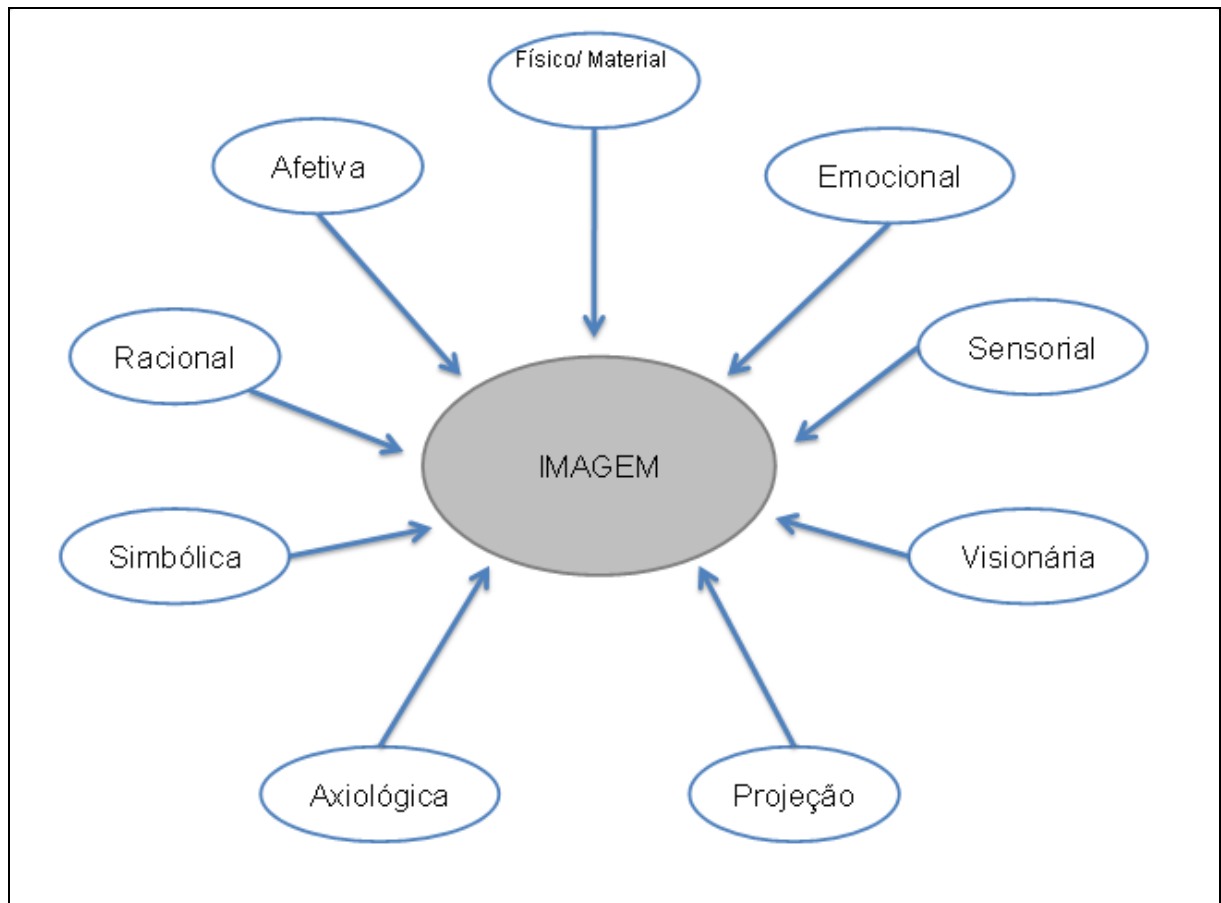 Físico/ Material
Afetiva
Emocional
Racional
Sensorial
IMAGEM
Simbólica
Visionária
Axiológica
Projeção